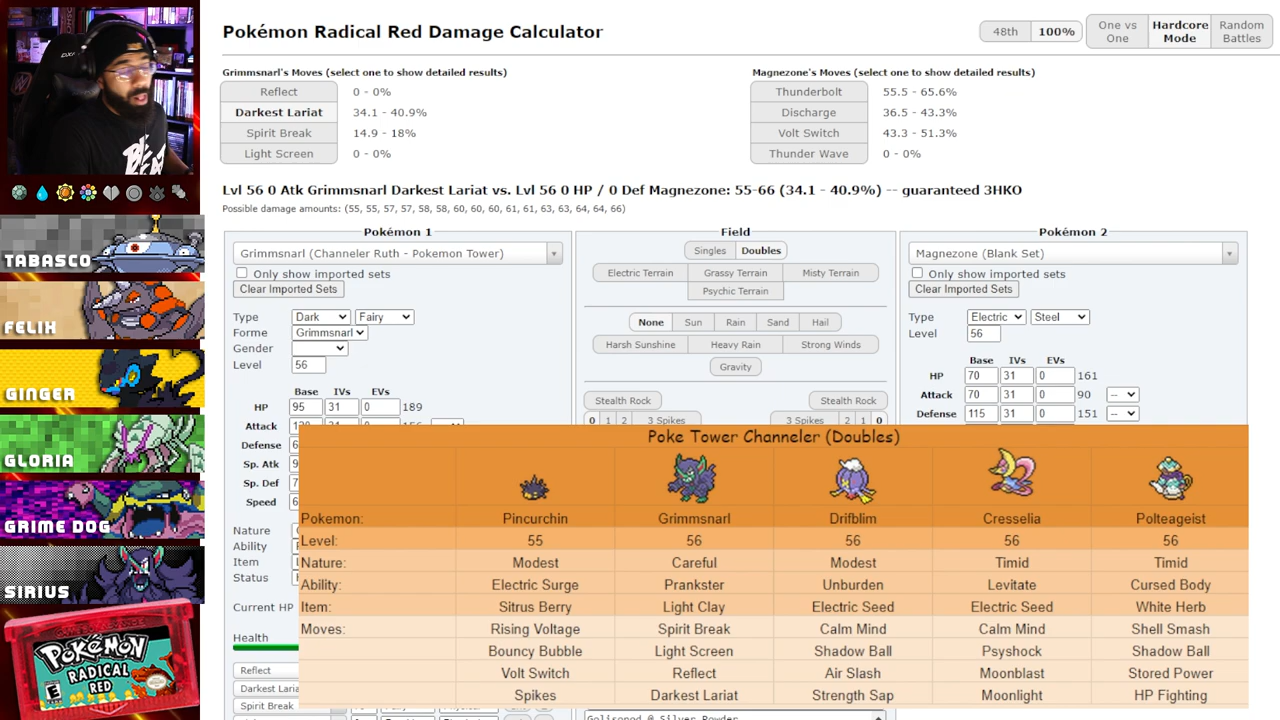 Pokémon Radical Red Damage Calculator
48th 100% One vs One Hardcore Mode Random Battles
Grimmsnarl's Moves (select one to show detailed results) Magnezone's Moves (select one to show detailed results)
Reflect 0 - 0% Thunderbolt 55.5 - 65.6%
Darkest Lariat 34.1 - 40.9% Discharge 36.5 - 43.3%
Spirit Break 14.9 - 18% Volt Switch 43.3 - 51.3%
Light Screen 0 - 0% Thunder Wave 0 - 0%
Lvl 56 0 Atk Grimmsnarl Darkest Lariat vs. Lvl 56 0 HP / 0 Def Magnezone: 55-66 (34.1 - 40.9%) -- guaranteed 3HKO
Possible damage amounts: (55, 55, 57, 57, 58, 58, 60, 60, 60, 61, 61, 63, 63, 64, 64, 66)
Pokémon 1
Grimmsnarl (Channeler Ruth - Pokemon Tower)
Only show imported sets
Clear Imported Sets
Type Dark Fairy
Forme Grimmsnarl
Gender
Level 56
Base IVs EVs
HP 95 31 0 189
Attack
Defense
Sp. Atk
Sp. Def
Speed
Nature
Ability
Item
Status
Current HP
Health
Reflect
Darkest Laria
Spirit Break
Field
Singles Doubles
Electric Terrain Grassy Terrain Misty Terrain
Psychic Terrain
None Sun Rain Sand Hail
Harsh Sunshine Heavy Rain Strong Winds
Gravity
Stealth Rock Stealth Rock
0 1 2 3 Spikes 3 Spikes 2 1 0
Pokémon 2
Magnezone (Blank Set)
Only show imported sets
Clear Imported Sets
Type Electric Steel
Level 56
Base IVs EVs
HP 70 31 0 161
Attack 70 31 0 90 --
Defense 115 31 0 151 --
Poke Tower Channeler (Doubles)
Pokemon: Pincurchin Grimmsnarl Drifblim Cresselia Polteageist
Level: 55 56 56 56 56
Nature: Modest Careful Modest Timid Timid
Ability: Electric Surge Prankster Unburden Levitate Cursed Body
Item: Sitrus Berry Light Clay Electric Seed Electric Seed White Herb
Moves: Rising Voltage Spirit Break Calm Mind Calm Mind Shell Smash
Bouncy Bubble Light Screen Shadow Ball Psyshock Shadow Ball
Volt Switch Reflect Air Slash Moonblast Stored Power
Spikes Darkest Lariat Strength Sap Moonlight HP Fighting
Golisopod @ Silver Powder
TABASCO
FELIX
GINGER
GLORIA
GRIME DOG
SIRIUS
POKéMON
RADICAL
RED